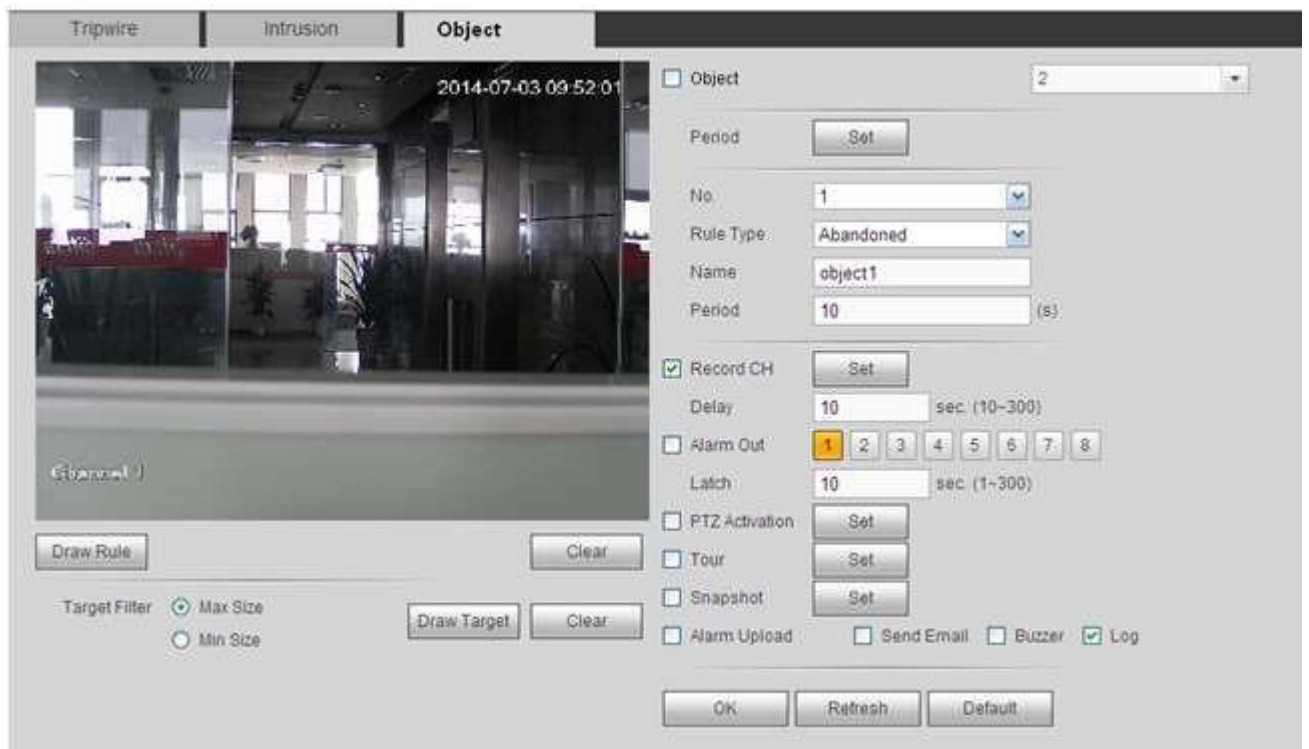 Tripwire
Intrusion
Object
2014-07-03 09:52:01
Object
2
Period
Set
No.
1
Rule Type
Abandoned
Name
object1
Period
10
(s)
Record CH
Set
Delay
10
sec. (10~300)
Alarm Out
1 2 3 4 5 6 7 8
Latch
10
sec. (1~300)
PTZ Activation
Set
Tour
Set
Snapshot
Set
Alarm Upload
Send Email
Buzzer
Log
OK
Refresh
Default
Channel 1
Draw Rule
Clear
Target Filter
Max Size
Min Size
Draw Target
Clear